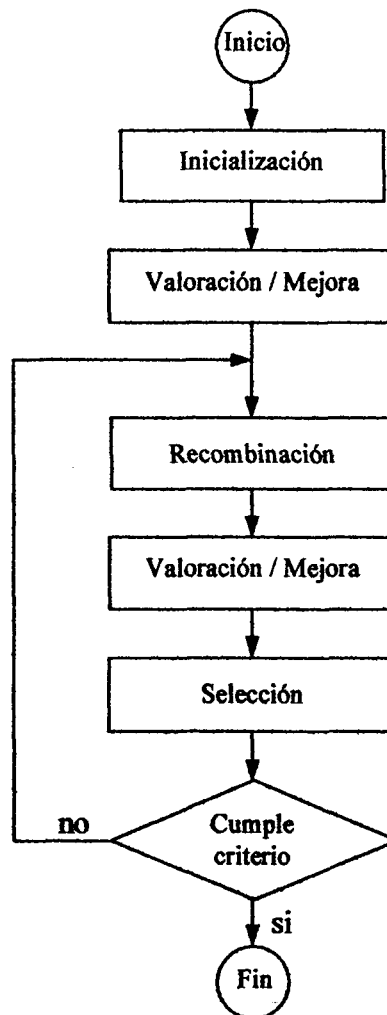 Inicio
Inicialización
Valoración / Mejora
Recombinación
Valoración / Mejora
Selección
Cumple
criterio
no
si
Fin